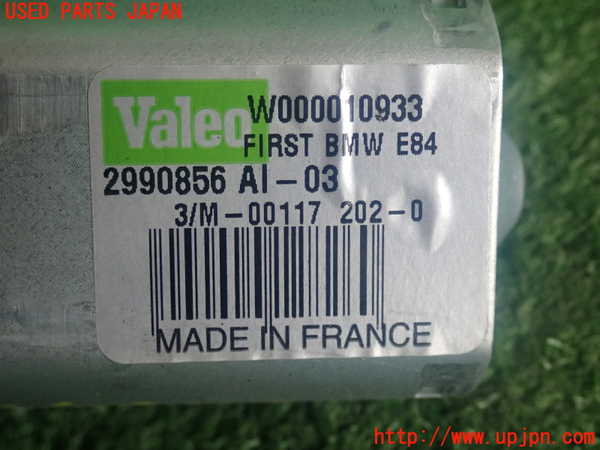 USED PARTS JAPAN
Valeo W000010933
FIRST BMW E84
2990856 AI-03
3/M-00117 202-0
MADE IN FRANCE
http://www.upjpn.com/